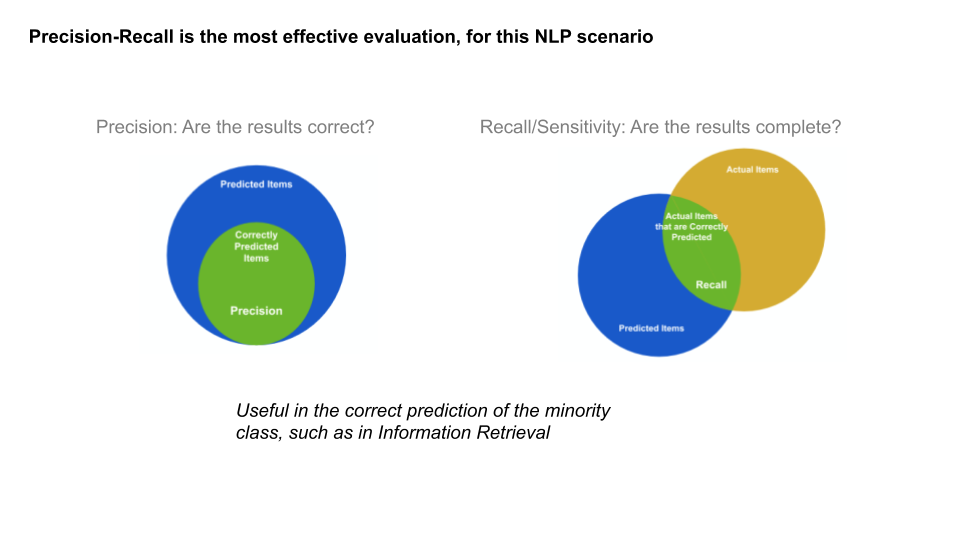 Precision-Recall is the most effective evaluation, for this NLP scenario
Precision: Are the results correct?
Predicted Items
Correctly
Predicted
Items
Precision
Recall/Sensitivity: Are the results complete?
Actual Items
Actual Items
that are Correctly
Predicted
Recall
Predicted Items
Useful in the correct prediction of the minority
class, such as in Information Retrieval